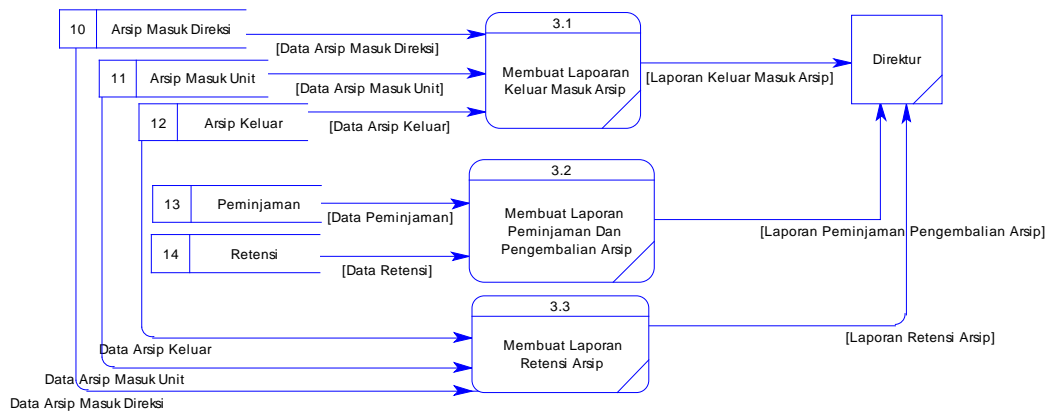 10 Arsip Masuk Direksi
[Data Arsip Masuk Direksi]
11 Arsip Masuk Unit
[Data Arsip Masuk Unit]
12 Arsip Keluar
[Data Arsip Keluar]
3.1
Membuat Lapoaran
Keluar Masuk Arsip
[Laporan Keluar Masuk Arsip]
Direktur
13 Peminjaman
[Data Peminjaman]
14 Retensi
[Data Retensi]
3.2
Membuat Laporan
Peminjaman Dan
Pengembalian Arsip
[Laporan Peminjaman Pengembalian Arsip]
3.3
Membuat Laporan
Retensi Arsip
[Laporan Retensi Arsip]
Data Arsip Keluar
Data Arsip Masuk Unit
Data Arsip Masuk Direksi